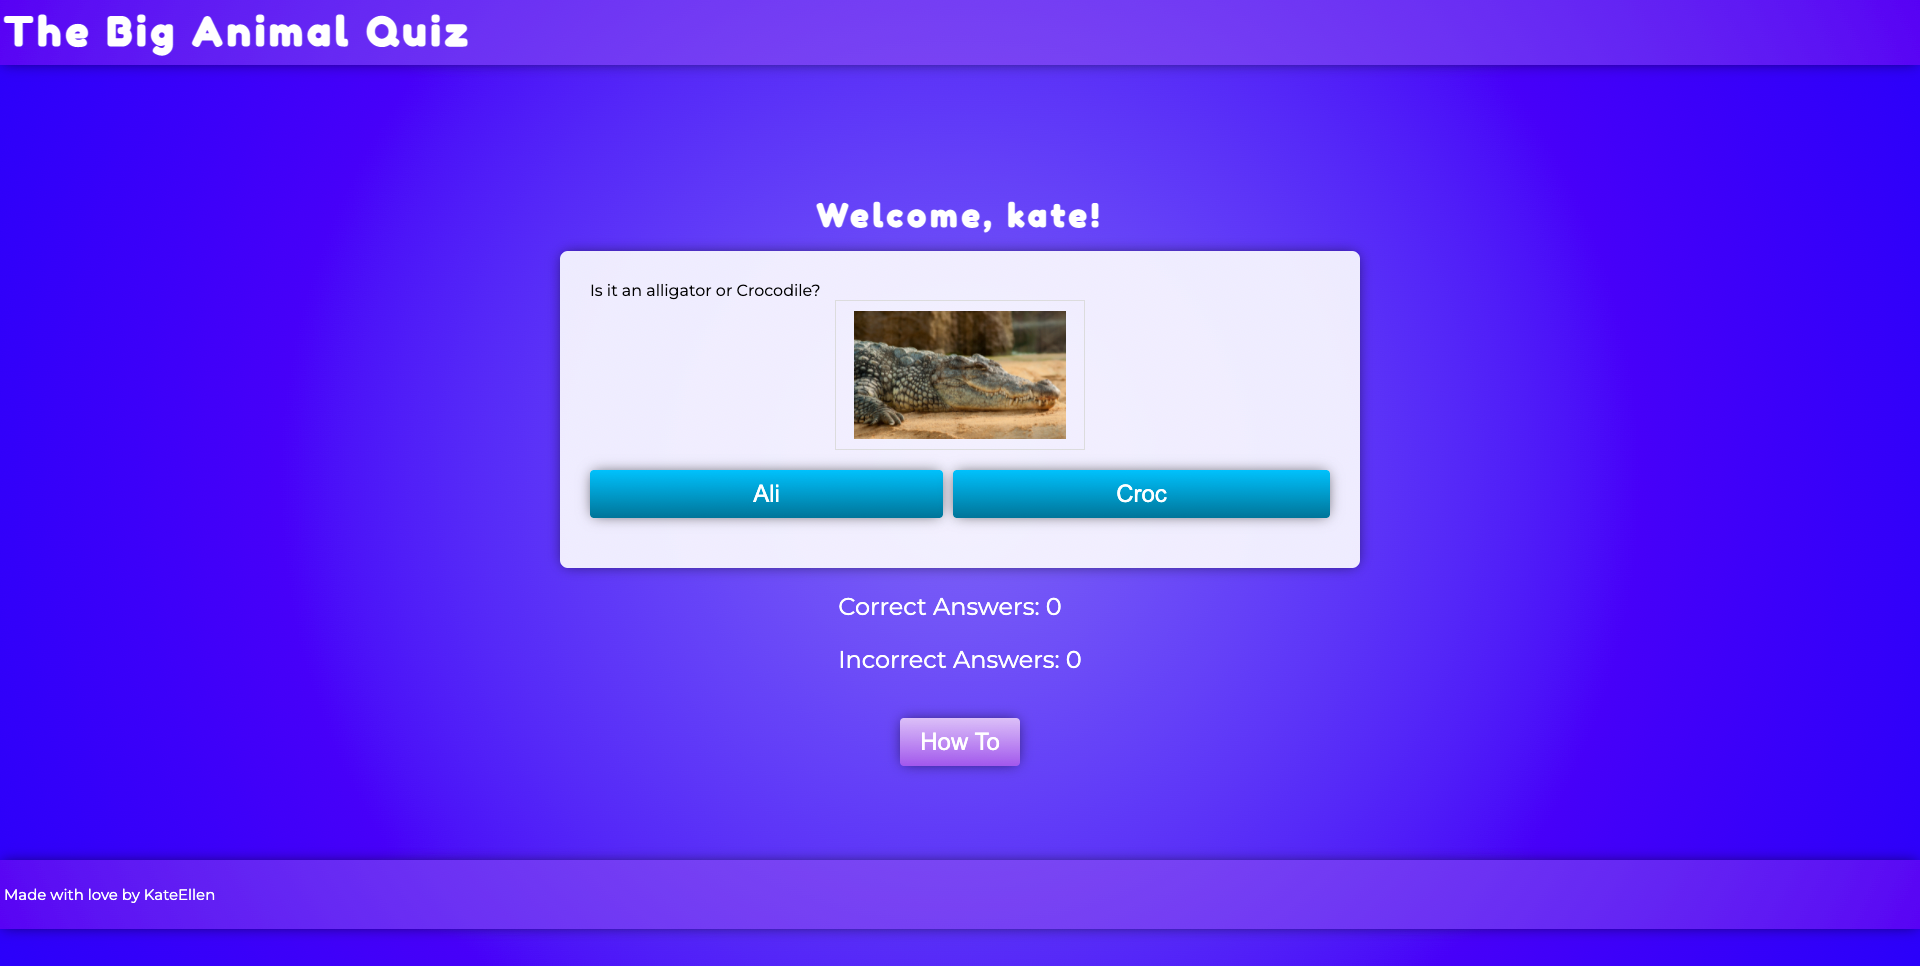 The Big Animal Quiz
Welcome, kate!
Is it an alligator or Crocodile?
Ali
Croc
Correct Answers: 0
Incorrect Answers: 0
How To
Made with love by KateEllen